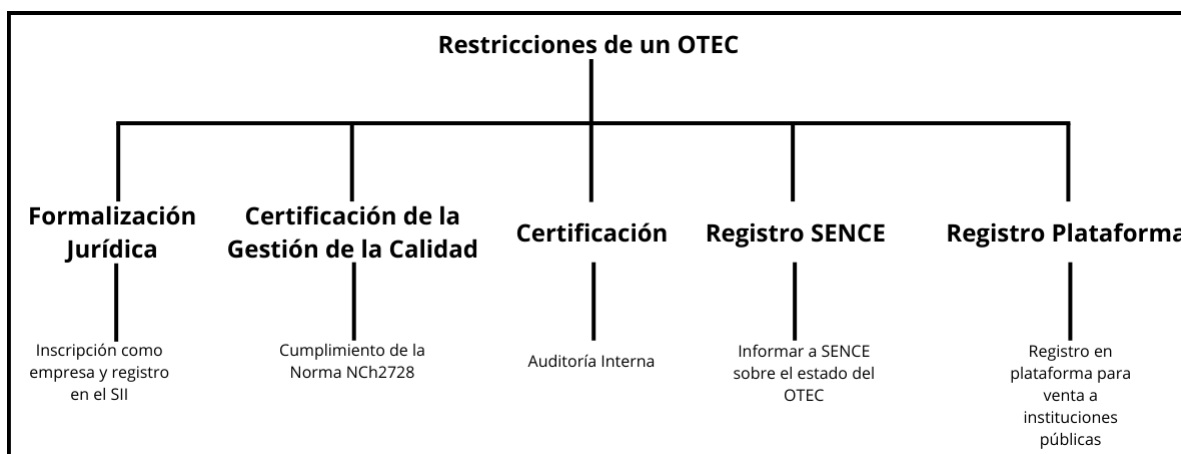 Restricciones de un OTEC
Formalización
Jurídica
Certificación de la
Gestión de la Calidad
Certificación
Registro SENCE
Registro Plataforma
Inscripción como
empresa y registro
en el SII
Cumplimiento de la
Norma NCh2728
Auditoría Interna
Informar a SENCE
sobre el estado del
OTEC
Registro en
plataforma para
venta a
instituciones
públicas